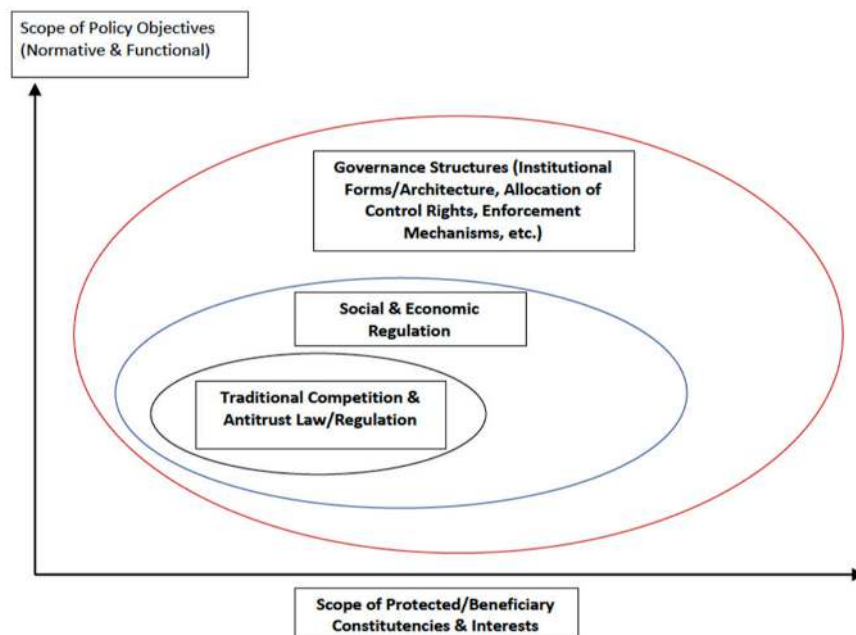 Scope of Policy Objectives
(Normative & Functional)
Governance Structures (Institutional
Forms/Architecture, Allocation of
Control Rights, Enforcement
Mechanisms, etc.)
Social & Economic
Regulation
Traditional Competition &
Antitrust Law/Regulation
Scope of Protected/Beneficiary
Constitutencies & Interests